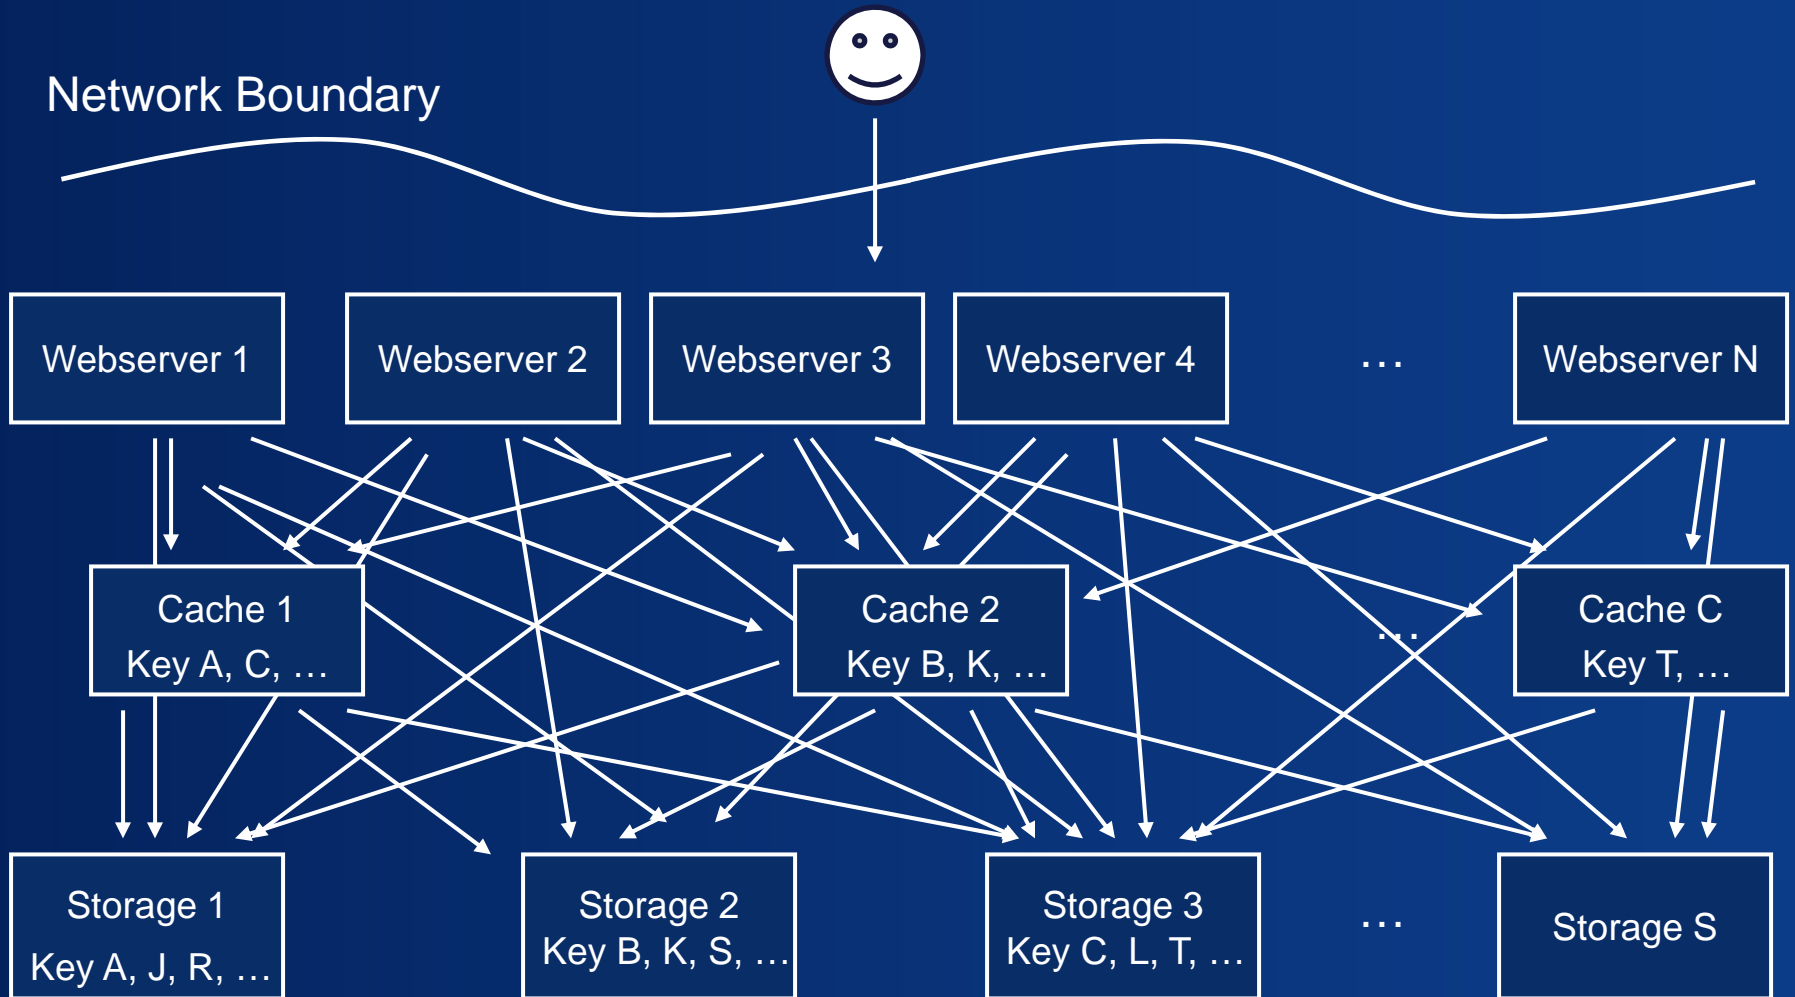 Network Boundary
Webserver 1
Webserver 2
Webserver 3
Webserver 4
…
Webserver N
Cache 1
Key A, C, …
Cache 2
Key B, K, …
…
Cache C
Key T, …
Storage 1
Key A, J, R, …
Storage 2
Key B, K, S, …
Storage 3
Key C, L, T, …
…
Storage S